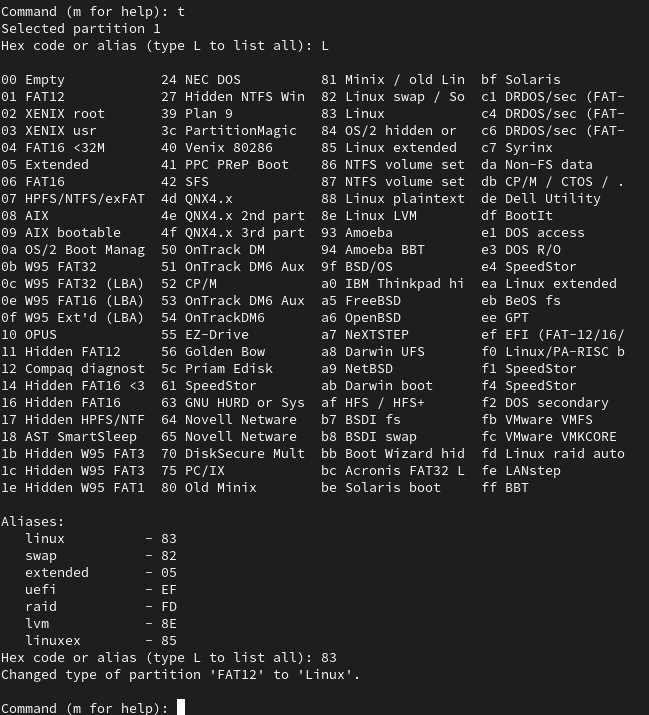 Command (m for help): t
Selected partition 1
Hex code or alias (type L to list all): L

00 Empty            24 NEC DOS          81 Minix / old Lin  bf Solaris
01 FAT12            27 Hidden NTFS Win  82 Linux swap / So  c1 DRDOS/sec (FAT-
02 XENIX root       39 Plan 9           83 Linux            c4 DRDOS/sec (FAT-
03 XENIX usr        3c PartitionMagic   84 OS/2 hidden or   c6 DRDOS/sec (FAT-
04 FAT16 <32M       40 Venix 80286      85 Linux extended   c7 Syrinx
05 Extended         41 PPC PReP Boot    86 NTFS volume set  da Non-FS data
06 FAT16            42 SFS              87 NTFS volume set  db CP/M / CTOS / .
07 HPFS/NTFS/exFAT  4d QNX4.x           88 Linux plaintext  de Dell Utility
08 AIX              4e QNX4.x 2nd part  8e Linux LVM        df BootIt
09 AIX bootable     4f QNX4.x 3rd part  93 Amoeba           e1 DOS access
0a OS/2 Boot Manag  50 OnTrack DM       94 Amoeba BBT       e3 DOS R/O
0b W95 FAT32        51 OnTrack DM6 Aux  9f BSD/OS           e4 SpeedStor
0c W95 FAT32 (LBA)  52 CP/M             a0 IBM Thinkpad hi  ea Linux extended
0e W95 FAT16 (LBA)  53 OnTrack DM6 Aux  a5 FreeBSD          eb BeOS fs
0f W95 Ext'd (LBA)  54 OnTrackDM6       a6 OpenBSD          ee GPT
10 OPUS             55 EZ-Drive         a7 NeXTSTEP         ef EFI (FAT-12/16/
11 Hidden FAT12     56 Golden Bow       a8 Darwin UFS       f0 Linux/PA-RISC b
12 Compaq diagnost  5c Priam Edisk      a9 NetBSD           f1 SpeedStor
14 Hidden FAT16 <3  61 SpeedStor        ab Darwin boot      f4 SpeedStor
16 Hidden FAT16     63 GNU HURD or Sys  af HFS / HFS+       f2 DOS secondary
17 Hidden HPFS/NTF  64 Novell Netware   b7 BSDI fs          fb VMware VMFS
18 AST SmartSleep   65 Novell Netware   b8 BSDI swap        fc VMware VMKCORE
1b Hidden W95 FAT3  70 DiskSecure Mult  bb Boot Wizard hid  fd Linux raid auto
1c Hidden W95 FAT3  75 PC/IX            bc Acronis FAT32 L  fe LANstep
1e Hidden W95 FAT1  80 Old Minix        be Solaris boot     ff BBT

Aliases:
   linux          - 83
   swap           - 82
   extended       - 05
   uefi           - EF
   raid           - FD
   lvm            - 8E
   linuxex        - 85
Hex code or alias (type L to list all): 83
Changed type of partition 'FAT12' to 'Linux'.

Command (m for help):